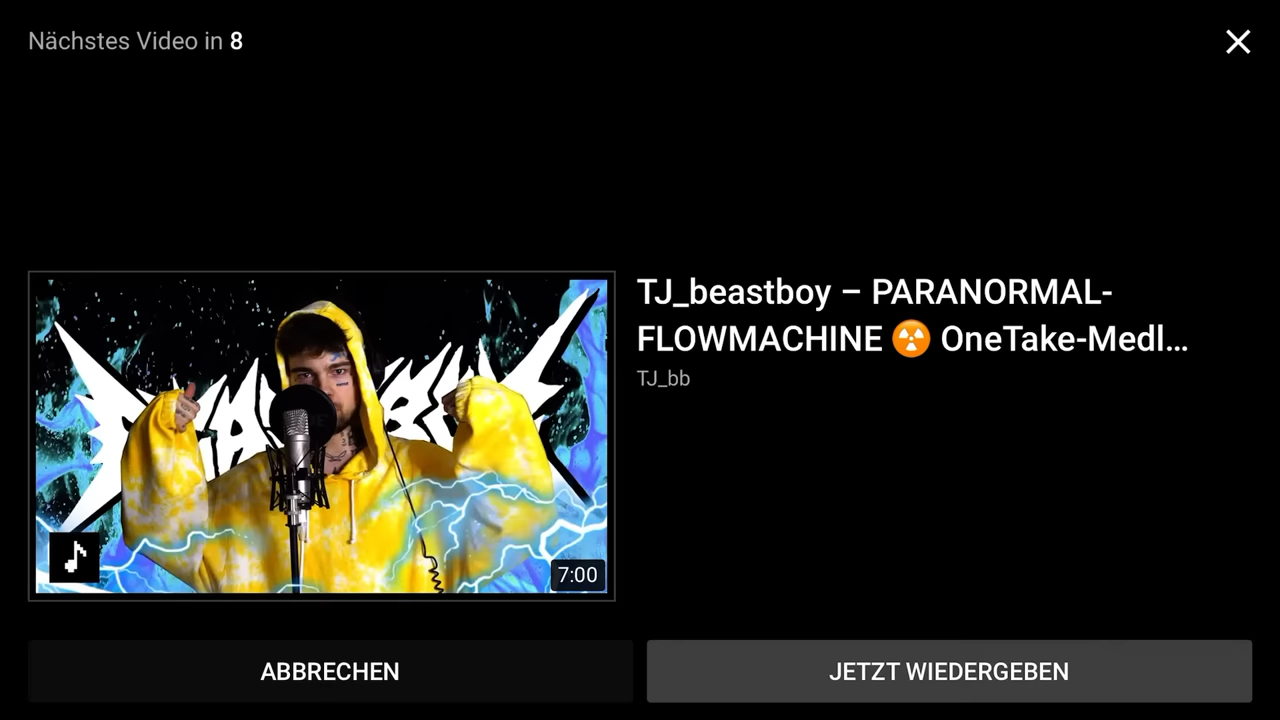 Nächstes Video in 8
TJ_beastboy – PARANORMAL-
FLOWMACHINE ☢️ OneTake-Medl...
TJ_bb
7:00
ABBRECHEN
JETZT WIEDERGEBEN